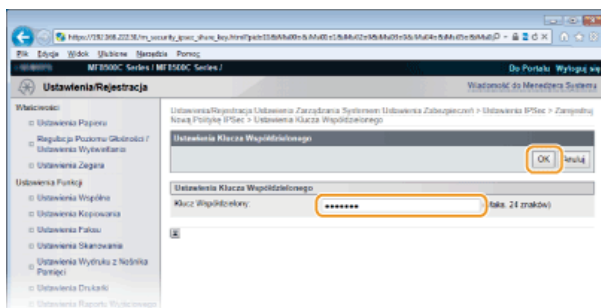 Plik Edycja Widok Ulubione Narzędzia Pomoc
MF8500C Series / MF8500C Series /
Do Portalu Wyloguj się
Ustawienia/Rejestracja
Wiadomość do Menedżera Systemu
Właściwości
Ustawienia Papieru
Regulacja Poziomu Głośności /
Ustawienia Wyświetlania
Ustawienia Zegara
Ustawienia Funkcji
Ustawienia Wspólne
Ustawienia Kopiowania
Ustawienia Faksu
Ustawienia Skanowania
Ustawienia Wydruku z Nośnika
Pamięci
Ustawienia Drukarki
Ustawienia Raportu
Ustawienia/Rejestracja Ustawienia Zarządzania Systemem: Ustawienia Zabezpieczeń > Ustawienia IPSec > Zarejestruj
Nową Politykę IPSec > Ustawienia Klucza Współdzielonego
Ustawienia Klucza Współdzielonego
OK Anuluj
Ustawienia Klucza Współdzielonego
Klucz Współdzielony:
•••••••
(Maks. 24 znaków)